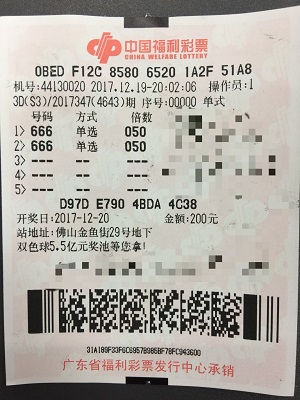 中国福利彩票
CHINA WELFARE LOTTERY
0BED F12C 8580 6520 1A2F 51A8
机号:44130020 2017.12.19-20:02:06 操作员:1
3D(S3)/2017347(4643)期 序号:00000 单式
号码 方式 倍数
1> 666 单选 050
2> 666 单选 050
3> --- ---- ---
4> --- ---- ---
5> --- ---- ---
D97D E790 4BDA 4C38
开奖日:2017-12-20 金额:200元
站地址: 佛山金鱼街29号地下
双色球5.5亿元奖池等您拿!
31A189F33F6C6957B985BF78FC943600
广东省福利彩票发行中心承销